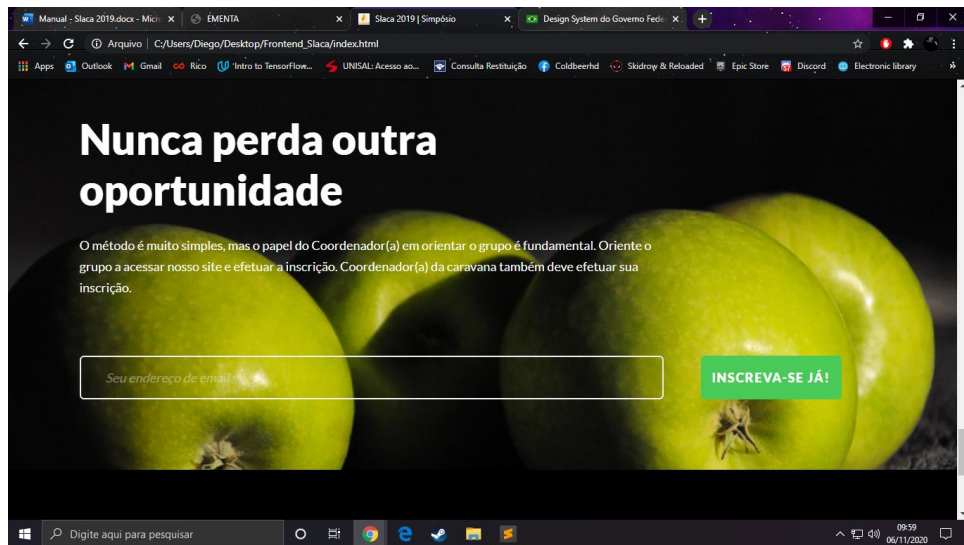 Manual - Slaca 2019.docx - Micro
EMENTA
Slaca 2019 | Simpósio
Design System do Governo Fede
Arquivo | C:/Users/Diego/Desktop/Frontend_Slaca/index.html
Apps Outlook Gmail Rico 'Intro to TensorFlow... UNISAL: Acesso ao... Consulta Restituição Coldbeerhd Skidrow & Reloaded Epic Store Discord Electronic library
Nunca perda outra
oportunidade
O método é muito simples, mas o papel do Coordenador(a) em orientar o grupo é fundamental. Oriente o
grupo a acessar nosso site e efetuar a inscrição. Coordenador(a) da caravana também deve efetuar sua
inscrição.
Seu endereço de email
INSCREVA-SE JÁ!
Digite aqui para pesquisar
09:59
06/11/2020